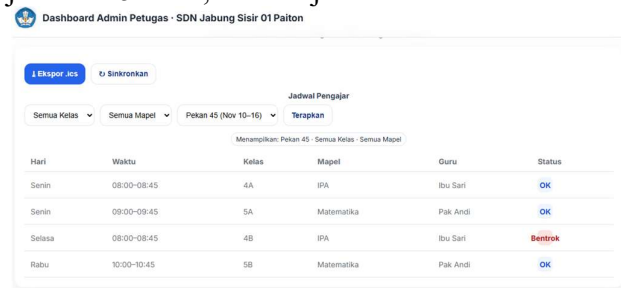 Dashboard Admin Petugas · SDN Jabung Sisir 01 Paiton
Ekspor .ics
Sinkronkan
Jadwal Pengajar
Semua Kelas
Semua Mapel
Pekan 45 (Nov 10–16)
Terapkan
Menampilkan: Pekan 45 · Semua Kelas · Semua Mapel
Hari Waktu Kelas Mapel Guru Status
Senin 08:00–08:45 4A IPA Ibu Sari OK
Senin 09:00–09:45 5A Matematika Pak Andi OK
Selasa 08:00–08:45 4B IPA Ibu Sari Bentrok
Rabu 10:00–10:45 5B Matematika Pak Andi OK